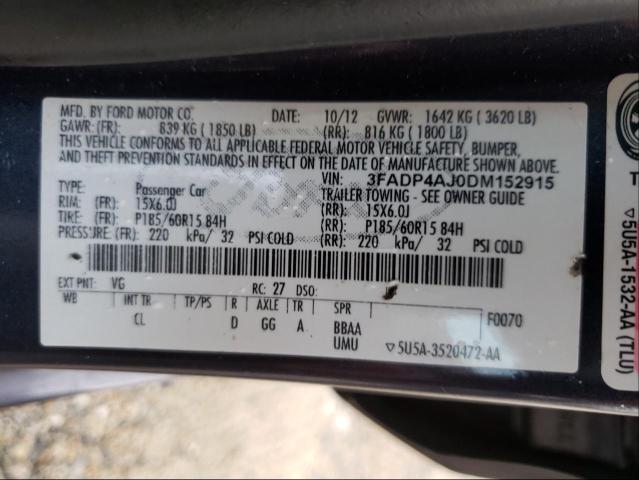 MFD. BY FORD MOTOR CO. DATE: 10/12 GVWR: 1642 KG ( 3620 LB)
GAWR: (FR): 839 KG ( 1850 LB) (RR): 816 KG ( 1800 LB)
THIS VEHICLE CONFORMS TO ALL APPLICABLE FEDERAL MOTOR VEHICLE SAFETY, BUMPER,
AND THEFT PREVENTION STANDARDS IN EFFECT ON THE DATE OF MANUFACTURE SHOWN ABOVE.
VIN: 3FADP4AJ0DM152915
TYPE: Passenger Car TRAILER TOWING - SEE OWNER GUIDE
RIM: (FR): 15X6.0J (RR): 15X6.0J
TIRE: (FR): P185/60R15 84H (RR): P185/60R15 84H
PRESSURE: (FR): 220 kPa/ 32 PSI COLD (RR): 220 kPa/ 32 PSI COLD
EXT PNT: VG RC: 27 DSO:
WB INT TR TP/PS R AXLE TR SPR F0070
CL D GG A BBAA
UMU ▽5U5A-3520472-AA
▽5U5A-1532-AA (TLU)